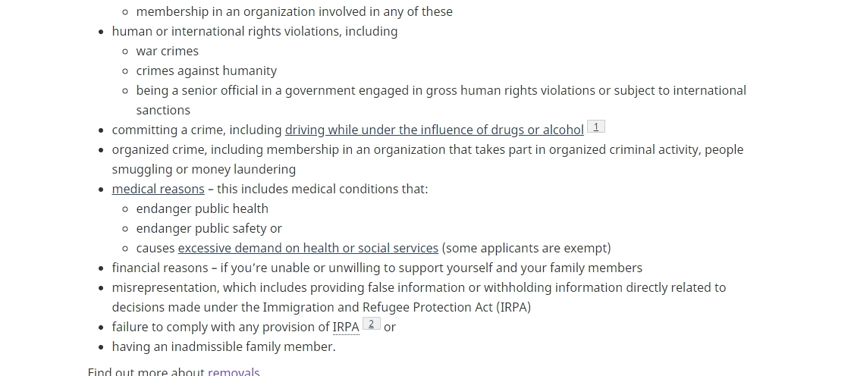 membership in an organization involved in any of these
human or international rights violations, including
war crimes
crimes against humanity
being a senior official in a government engaged in gross human rights violations or subject to international
sanctions
committing a crime, including driving while under the influence of drugs or alcohol 1
organized crime, including membership in an organization that takes part in organized criminal activity, people
smuggling or money laundering
medical reasons – this includes medical conditions that:
endanger public health
endanger public safety or
causes excessive demand on health or social services (some applicants are exempt)
financial reasons – if you're unable or unwilling to support yourself and your family members
misrepresentation, which includes providing false information or withholding information directly related to
decisions made under the Immigration and Refugee Protection Act (IRPA)
failure to comply with any provision of IRPA 2 or
having an inadmissible family member.
Find out more about removals.